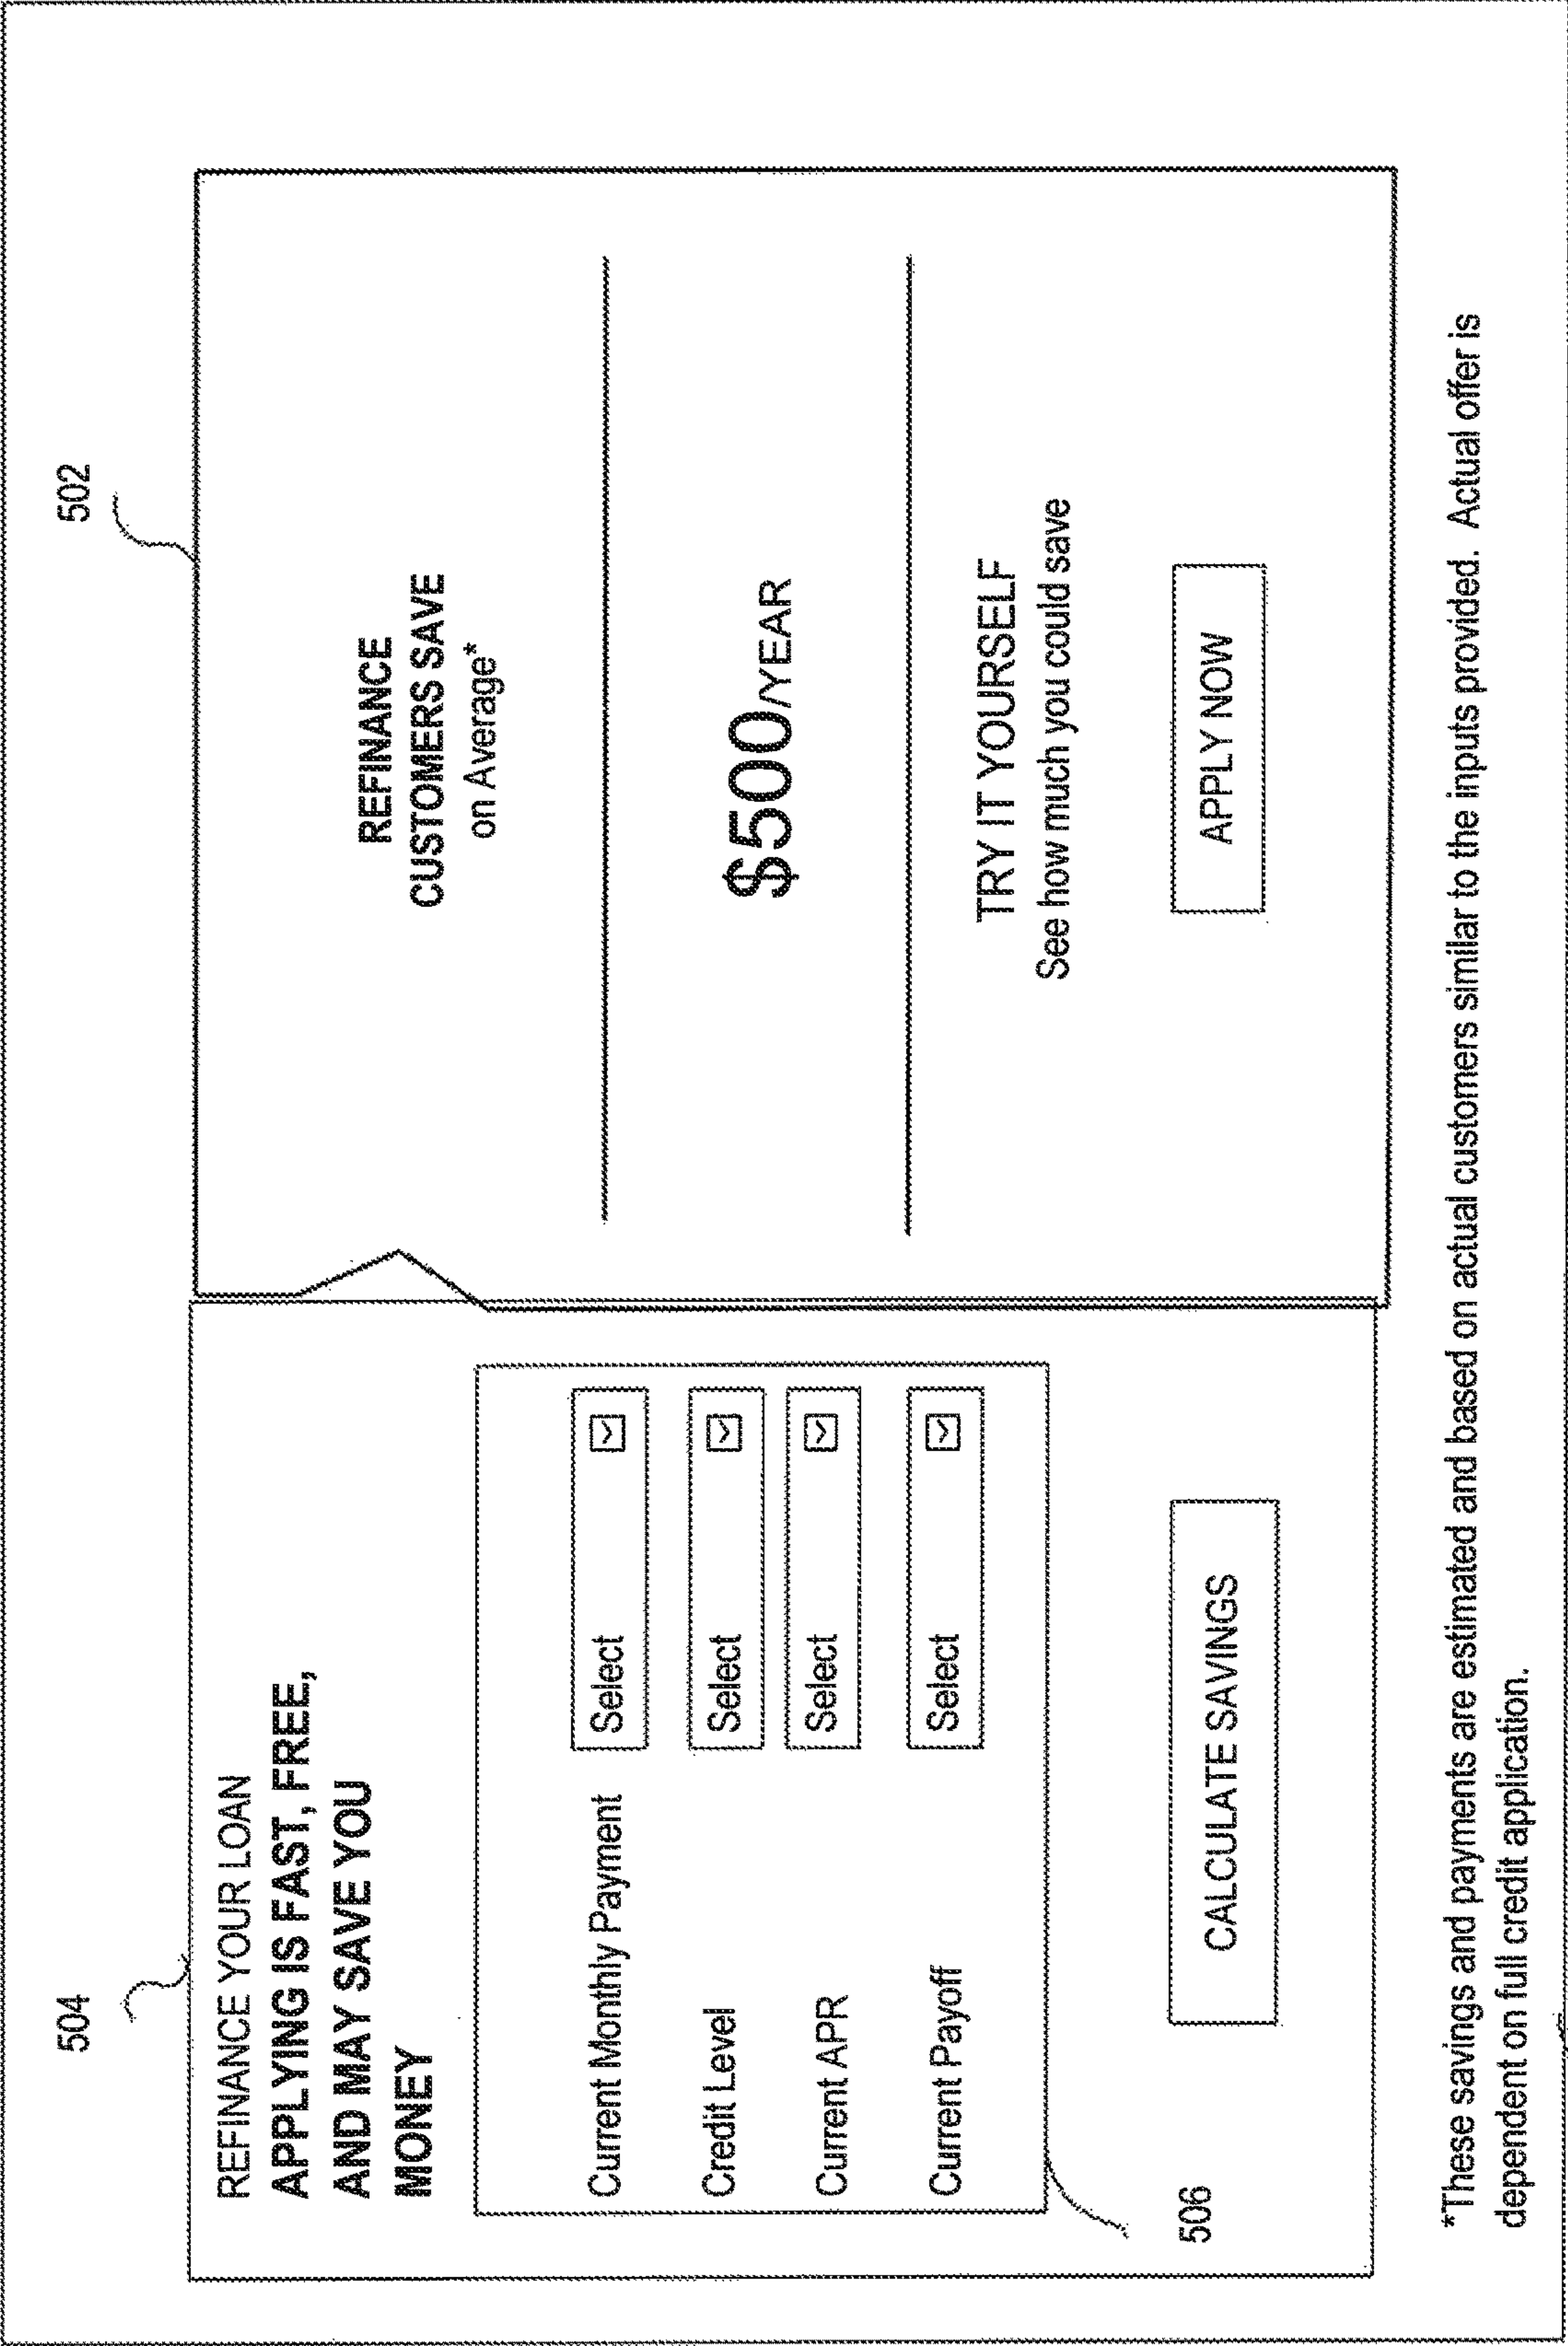 504
REFINANCE YOUR LOAN
APPLYING IS FAST, FREE,
AND MAY SAVE YOU
MONEY
Current Monthly Payment Select
Credit Level Select
Current APR Select
Current Payoff Select
506
CALCULATE SAVINGS
502
REFINANCE
CUSTOMERS SAVE
on Average*
$500/YEAR
TRY IT YOURSELF
See how much you could save
APPLY NOW
*These savings and payments are estimated and based on actual customers similar to the inputs provided. Actual offer is
dependent on full credit application.